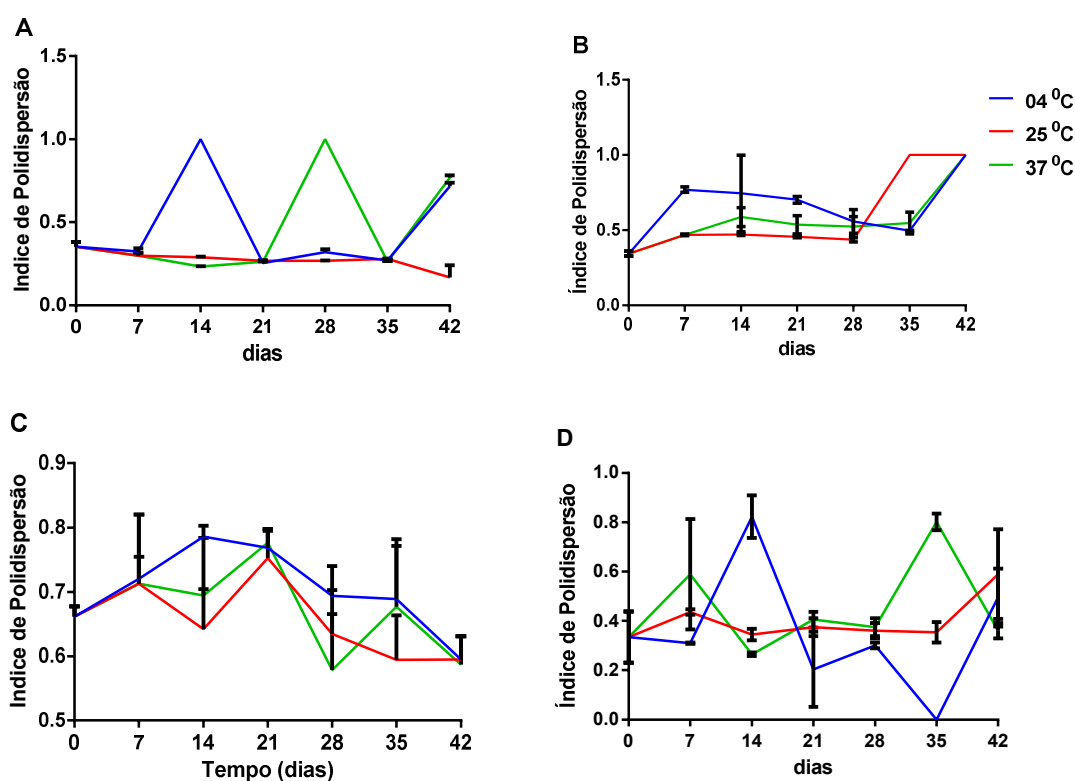 A
Indice de Polidispersão
1.5
1.0
0.5
0.0
0 7 14 21 28 35 42
dias
B
Índice de Polidispersão
1.5
1.0
0.5
0.0
0 7 14 21 28 35 42
dias
04 ⁰C
25 ⁰C
37 ⁰C
C
Indice de Polidispersão
0.9
0.8
0.7
0.6
0.5
0 7 14 21 28 35 42
Tempo (dias)
D
Índice de Polidispersão
1.0
0.8
0.6
0.4
0.2
0.0
0 7 14 21 28 35 42
dias